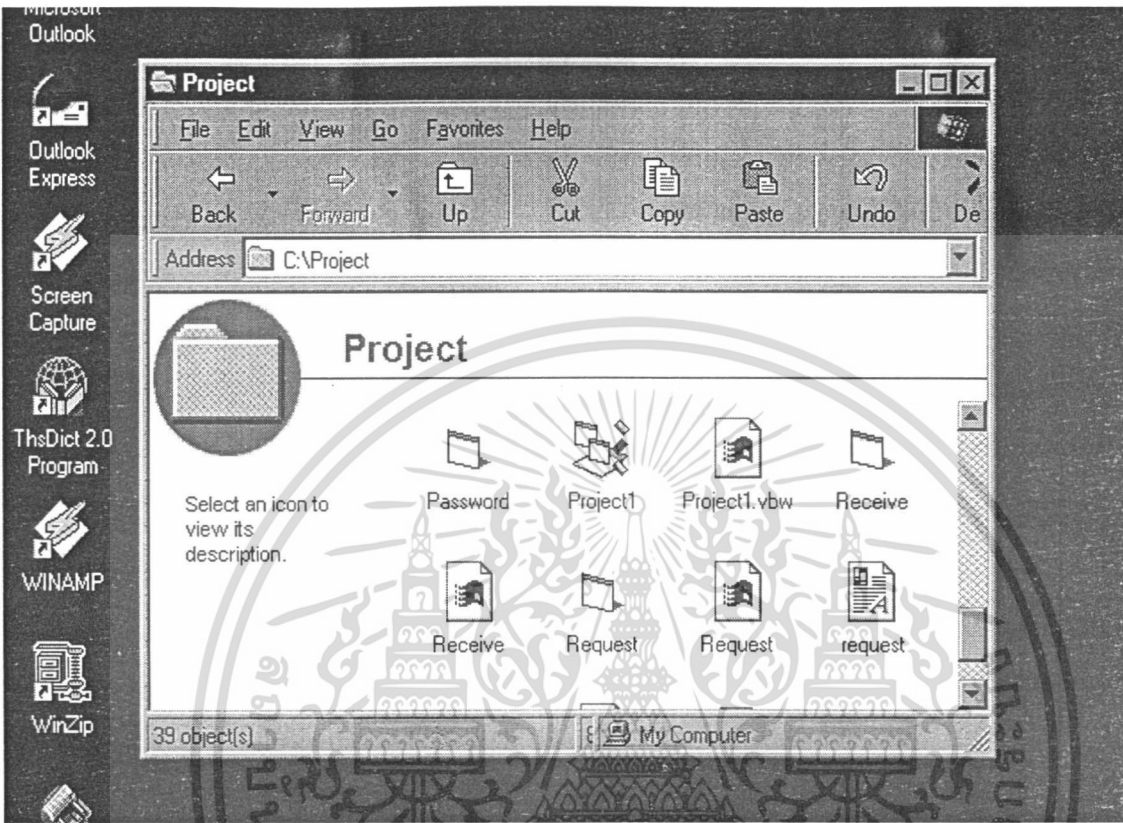 Microsoft
Outlook
Outlook
Express
Screen
Capture
ThsDict 2.0
Program
WINAMP
WinZip
Project
File Edit View Go Favorites Help
Back Forward Up Cut Copy Paste Undo De
Address C:\Project
Project
Select an icon to
view its
description.
Password Project1 Project1.vbw Receive
Receive Request Request request
39 object(s) My Computer